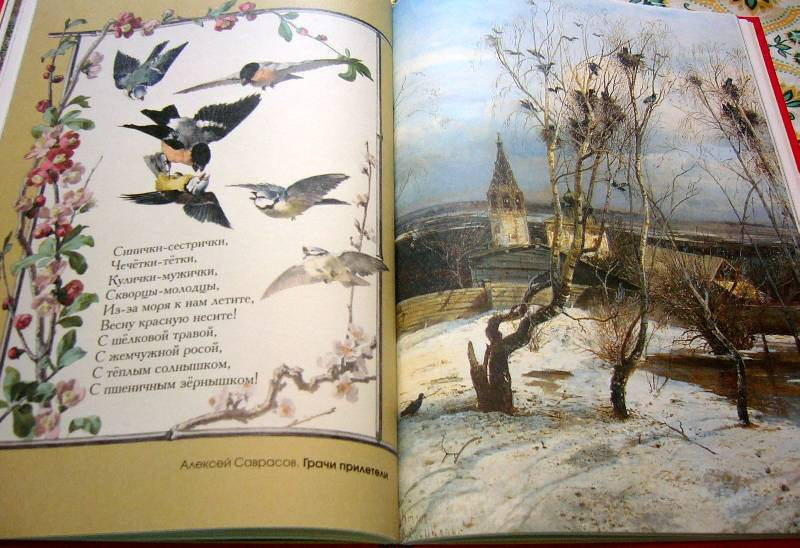 Синички-сестрички,
Чечётки-тётки,
Кулички-мужички,
Скворцы-молодцы,
Из-за моря к нам летите,
Весну красную несите!
С шёлковой травой,
С жемчужной росой,
С тёплым солнышком,
С пшеничным зёрнышком!
Алексей Саврасов. Грачи прилетели